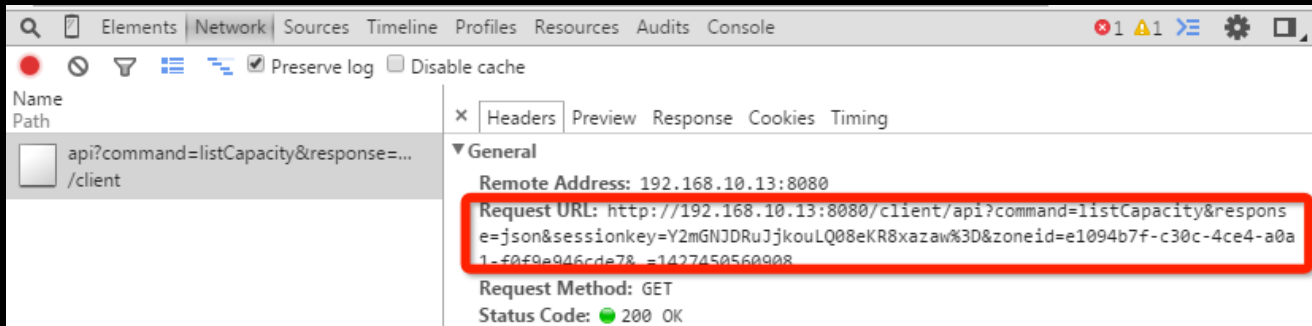 Elements Network Sources Timeline Profiles Resources Audits Console 1 1
Preserve log Disable cache
Name
Path
× Headers Preview Response Cookies Timing
api?command=listCapacity&response=...
/client
▼General
Remote Address: 192.168.10.13:8080
Request URL: http://192.168.10.13:8080/client/api?command=listCapacity&respons
e=json&sessionkey=Y2mGNJDRuJjkouLQ08eKR8xazaw%3D&zoneid=e1094b7f-c30c-4ce4-a0a
1-f0f9e946cde7&_=1427450560908
Request Method: GET
Status Code: 200 OK